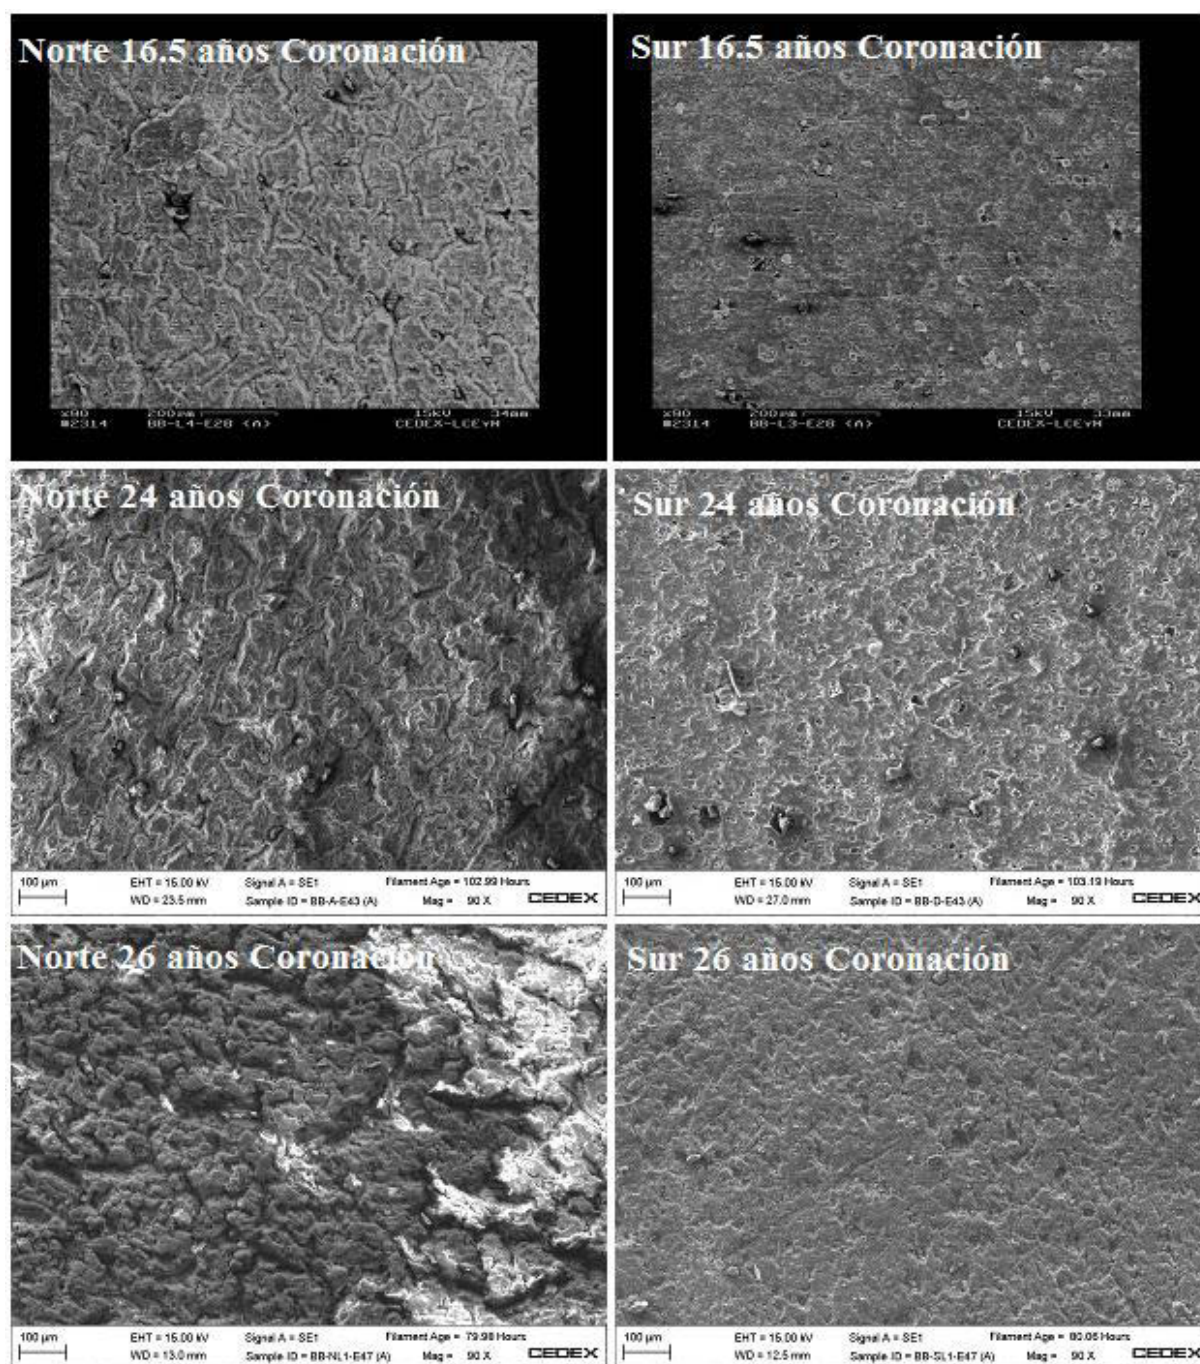 Norte 16.5 años Coronación
x90 200µm 15kV 34mm
#2314 BB-L4-E28 (A) CEDEX-LCEyM
Sur 16.5 años Coronación
x90 200µm 15kV 33mm
#2314 BB-L3-E28 (A) CEDEX-LCEyM
Norte 24 años Coronación
100 µm EHT = 15.00 kV Signal A = SE1 Filament Age = 102.99 Hours
WD = 23.5 mm Sample ID = BB-A-E43 (A) Mag = 90 X CEDEX
Sur 24 años Coronación
100 µm EHT = 15.00 kV Signal A = SE1 Filament Age = 103.19 Hours
WD = 27.0 mm Sample ID = BB-D-E43 (A) Mag = 90 X CEDEX
Norte 26 años Coronación
100 µm EHT = 15.00 kV Signal A = SE1 Filament Age = 79.98 Hours
WD = 13.0 mm Sample ID = BB-NL1-E47 (A) Mag = 90 X CEDEX
Sur 26 años Coronación
100 µm EHT = 15.00 kV Signal A = SE1 Filament Age = 80.06 Hours
WD = 12.5 mm Sample ID = BB-SL1-E47 (A) Mag = 90 X CEDEX